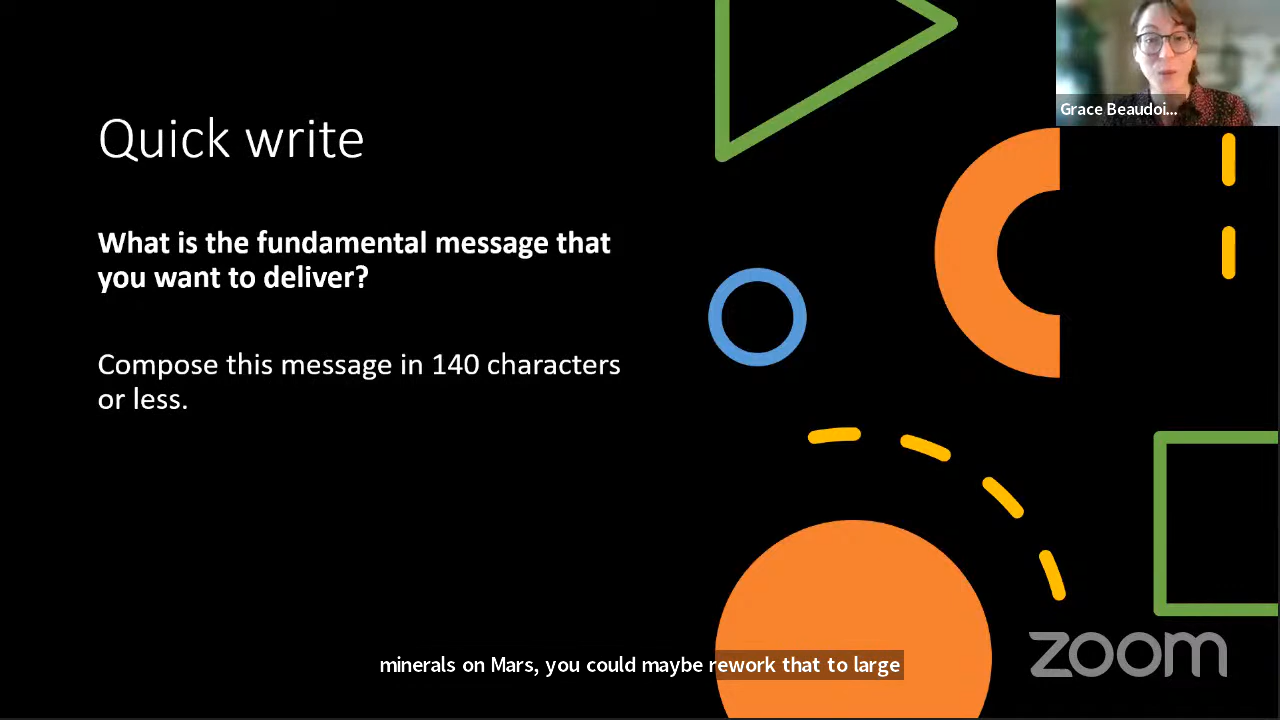 Quick write
What is the fundamental message that
you want to deliver?
Compose this message in 140 characters
or less.
Grace Beaudoi...
minerals on Mars, you could maybe rework that to large
zoom